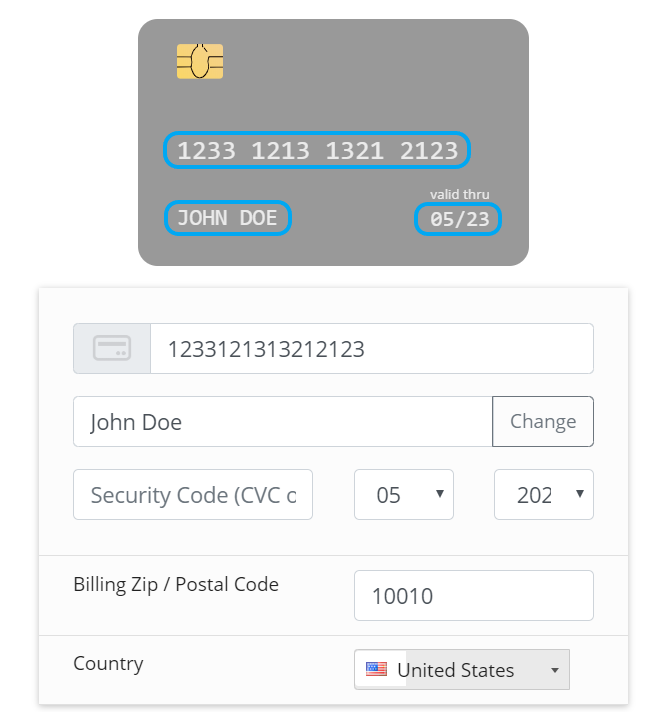 1233 1213 1321 2123
valid thru
JOHN DOE 05/23
1233121313212123
John Doe Change
Security Code (CVC o 05 202
Billing Zip / Postal Code 10010
Country United States